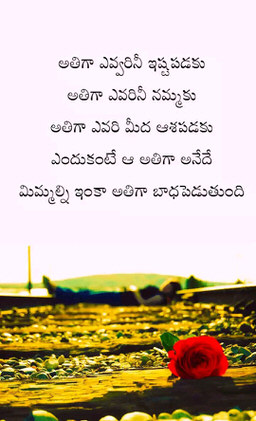 అతిగా ఎవ్వరినీ ఇష్టపడకు
అతిగా ఎవరినీ నమ్మకు
అతిగా ఎవరి మీద ఆశపడకు
ఎందుకంటే ఆ అతిగా అనేదే
మిమ్మల్ని ఇంకా అతిగా బాధపెడుతుంది